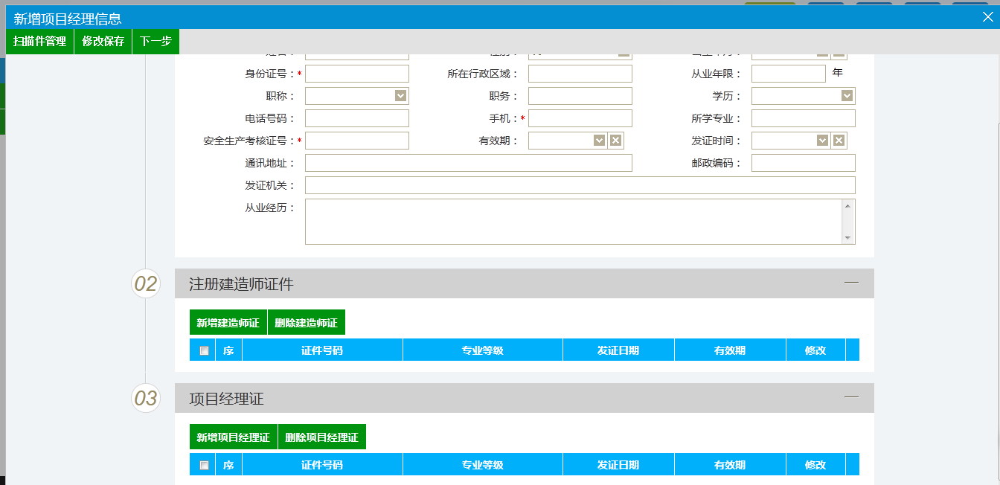 新增项目经理信息
扫描件管理 修改保存 下一步
身份证号：* 所在行政区域： 从业年限： 年
职称： 职务： 学历：
电话号码： 手机：* 所学专业：
安全生产考核证号：* 有效期： 发证时间：
通讯地址： 邮政编码：
发证机关：
从业经历：
02 注册建造师证件
新增建造师证 删除建造师证
序 证件号码 专业等级 发证日期 有效期 修改
03 项目经理证
新增项目经理证 删除项目经理证
序 证件号码 专业等级 发证日期 有效期 修改